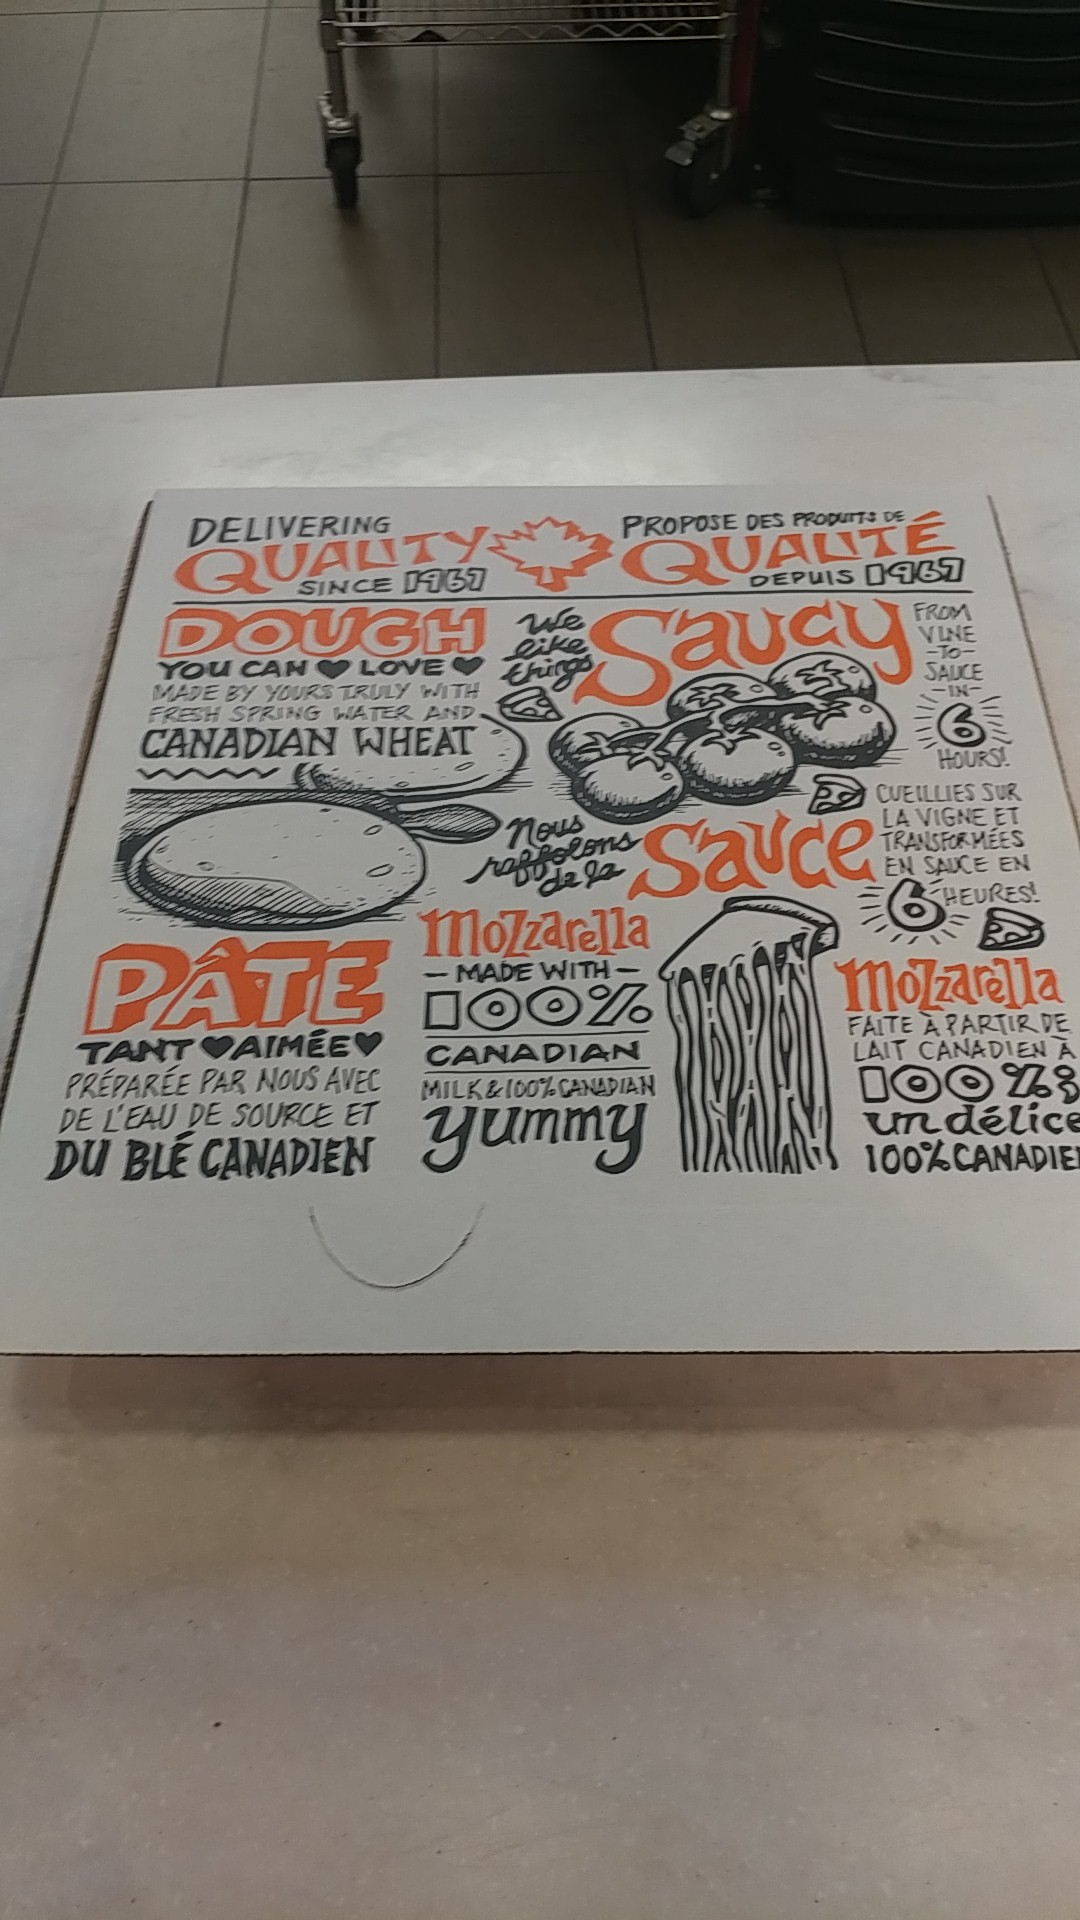 DELIVERING
QUALITY
SINCE 1967
PROPOSE DES PRODUITS DE
QUALITÉ
DEPUIS 1967
DOUGH
YOU CAN ♥ LOVE ♥
MADE BY YOURS TRULY WITH
FRESH SPRING WATER AND
CANADIAN WHEAT
We
like
things
Saucy
FROM
VINE
-TO-
SAUCE
-IN-
6
HOURS!
Nous
raffolons
de la
Sauce
CUEILLIES SUR
LA VIGNE ET
TRANSFORMÉES
EN SAUCE EN
6 HEURES!
PÂTE
TANT ♥ AIMÉE ♥
PRÉPARÉE PAR NOUS AVEC
DE L'EAU DE SOURCE ET
DU BLÉ CANADIEN
Mozzarella
- MADE WITH -
100%
CANADIAN
MILK & 100% CANADIAN
yummy
Mozzarella
FAITE À PARTIR DE
LAIT CANADIEN À
100%;
un délice
100% CANADIE